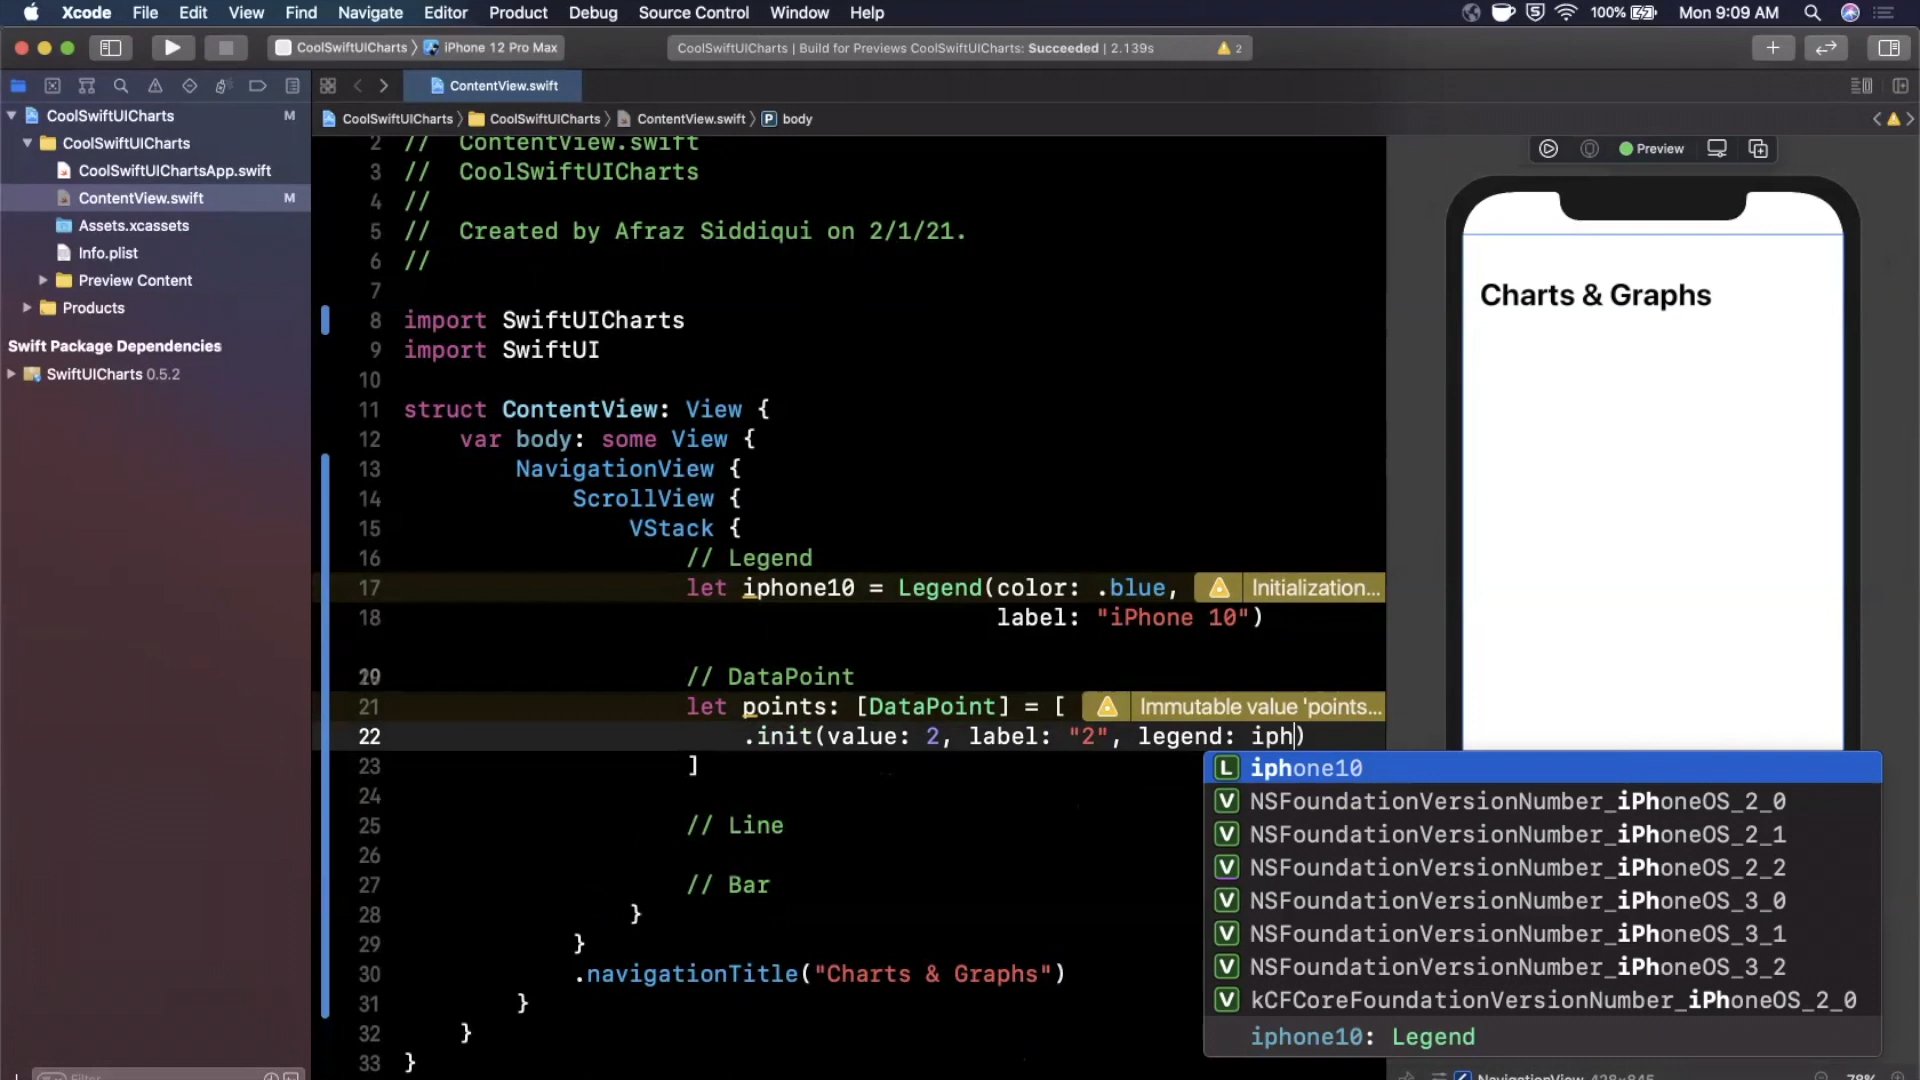 Xcode File Edit View Find Navigate Editor Product Debug Source Control Window Help 100% Mon 9:09 AM
CoolSwiftUICharts iPhone 12 Pro Max CoolSwiftUICharts | Build for Previews CoolSwiftUICharts: Succeeded | 2.139s 2
ContentView.swift
CoolSwiftUICharts M
CoolSwiftUICharts
CoolSwiftUIChartsApp.swift
ContentView.swift M
Assets.xcassets
Info.plist
Preview Content
Products
Swift Package Dependencies
SwiftUICharts 0.5.2
CoolSwiftUICharts CoolSwiftUICharts ContentView.swift P body
2 // ContentView.swift
3 // CoolSwiftUICharts
4 //
5 // Created by Afraz Siddiqui on 2/1/21.
6 //
7
8 import SwiftUICharts
9 import SwiftUI
10
11 struct ContentView: View {
12 var body: some View {
13 NavigationView {
14 ScrollView {
15 VStack {
16 // Legend
17 let iphone10 = Legend(color: .blue, Initialization...
18 label: "iPhone 10")
20 // DataPoint
21 let points: [DataPoint] = [ Immutable value 'points...
22 .init(value: 2, label: "2", legend: iph)
23 ]
24
25 // Line
26
27 // Bar
28 }
29 }
30 .navigationTitle("Charts & Graphs")
31 }
32 }
33 }
L iphone10
V NSFoundationVersionNumber_iPhoneOS_2_0
V NSFoundationVersionNumber_iPhoneOS_2_1
V NSFoundationVersionNumber_iPhoneOS_2_2
V NSFoundationVersionNumber_iPhoneOS_3_0
V NSFoundationVersionNumber_iPhoneOS_3_1
V NSFoundationVersionNumber_iPhoneOS_3_2
V kCFCoreFoundationVersionNumber_iPhoneOS_2_0
iphone10: Legend
Preview
Charts & Graphs
Filter
NavigationView 428x845 78%